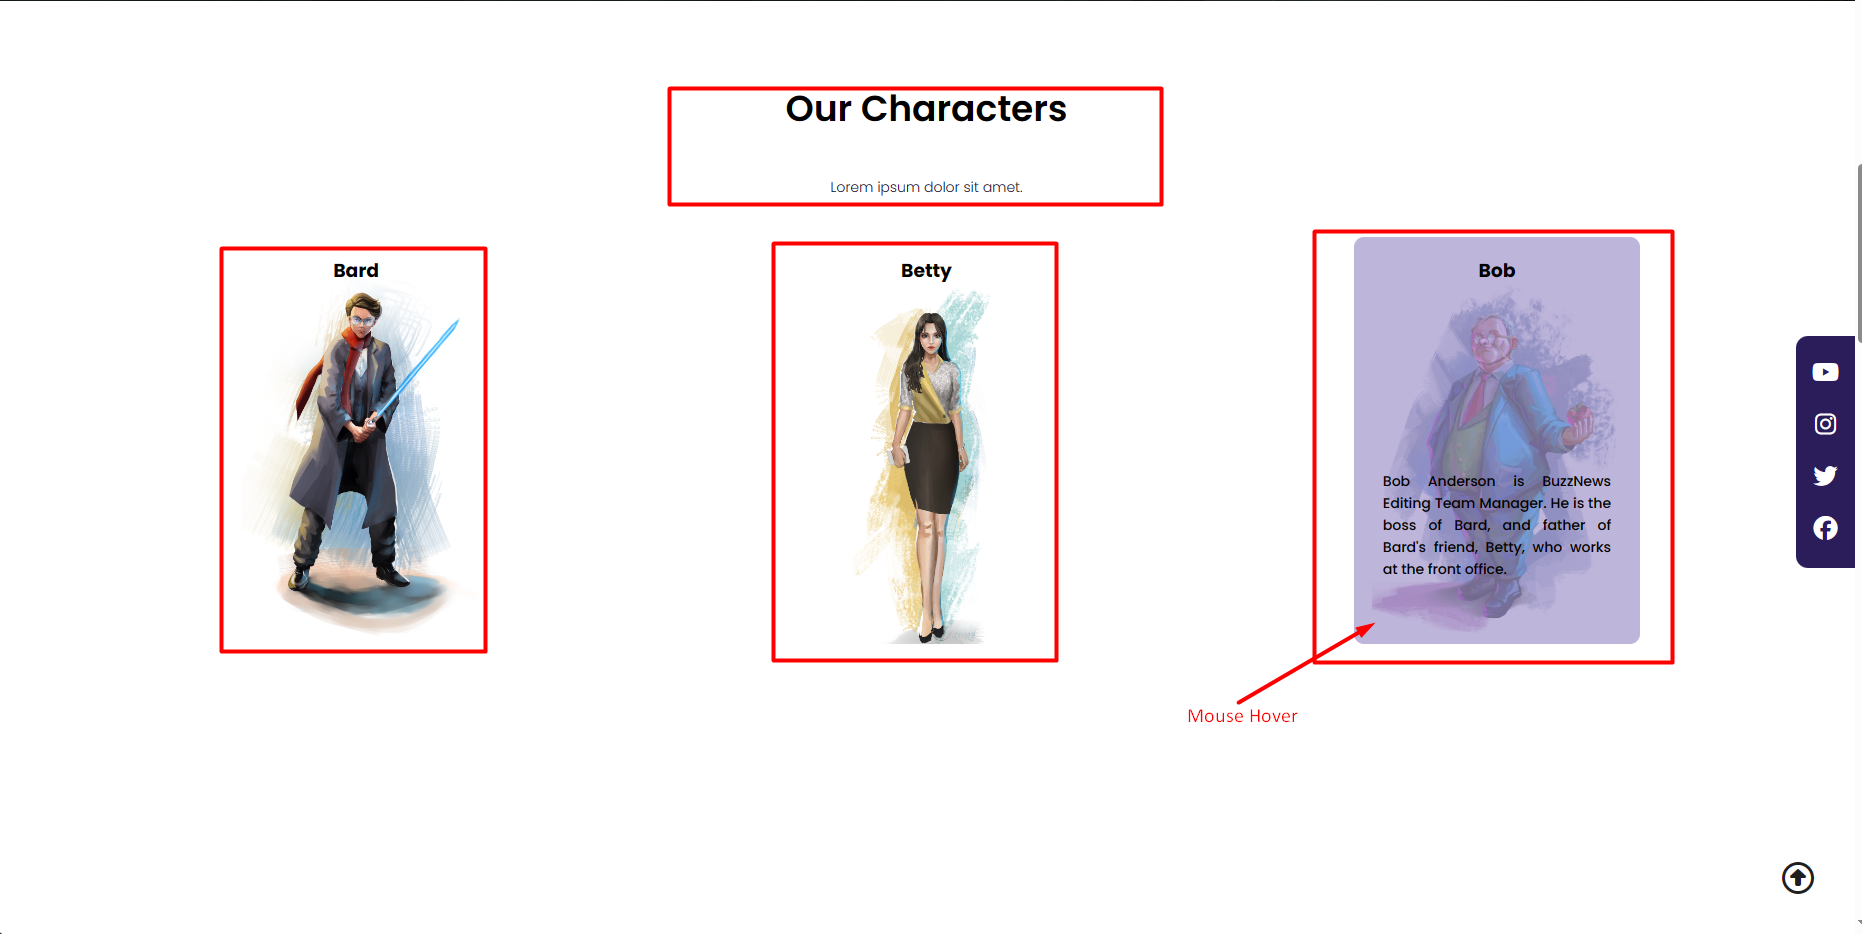 Our Characters
Lorem ipsum dolor sit amet.
Bard
Betty
Bob
Bob Anderson is BuzzNews
Editing Team Manager. He is the
boss of Bard, and father of
Bard's friend, Betty, who works
at the front office.
Mouse Hover